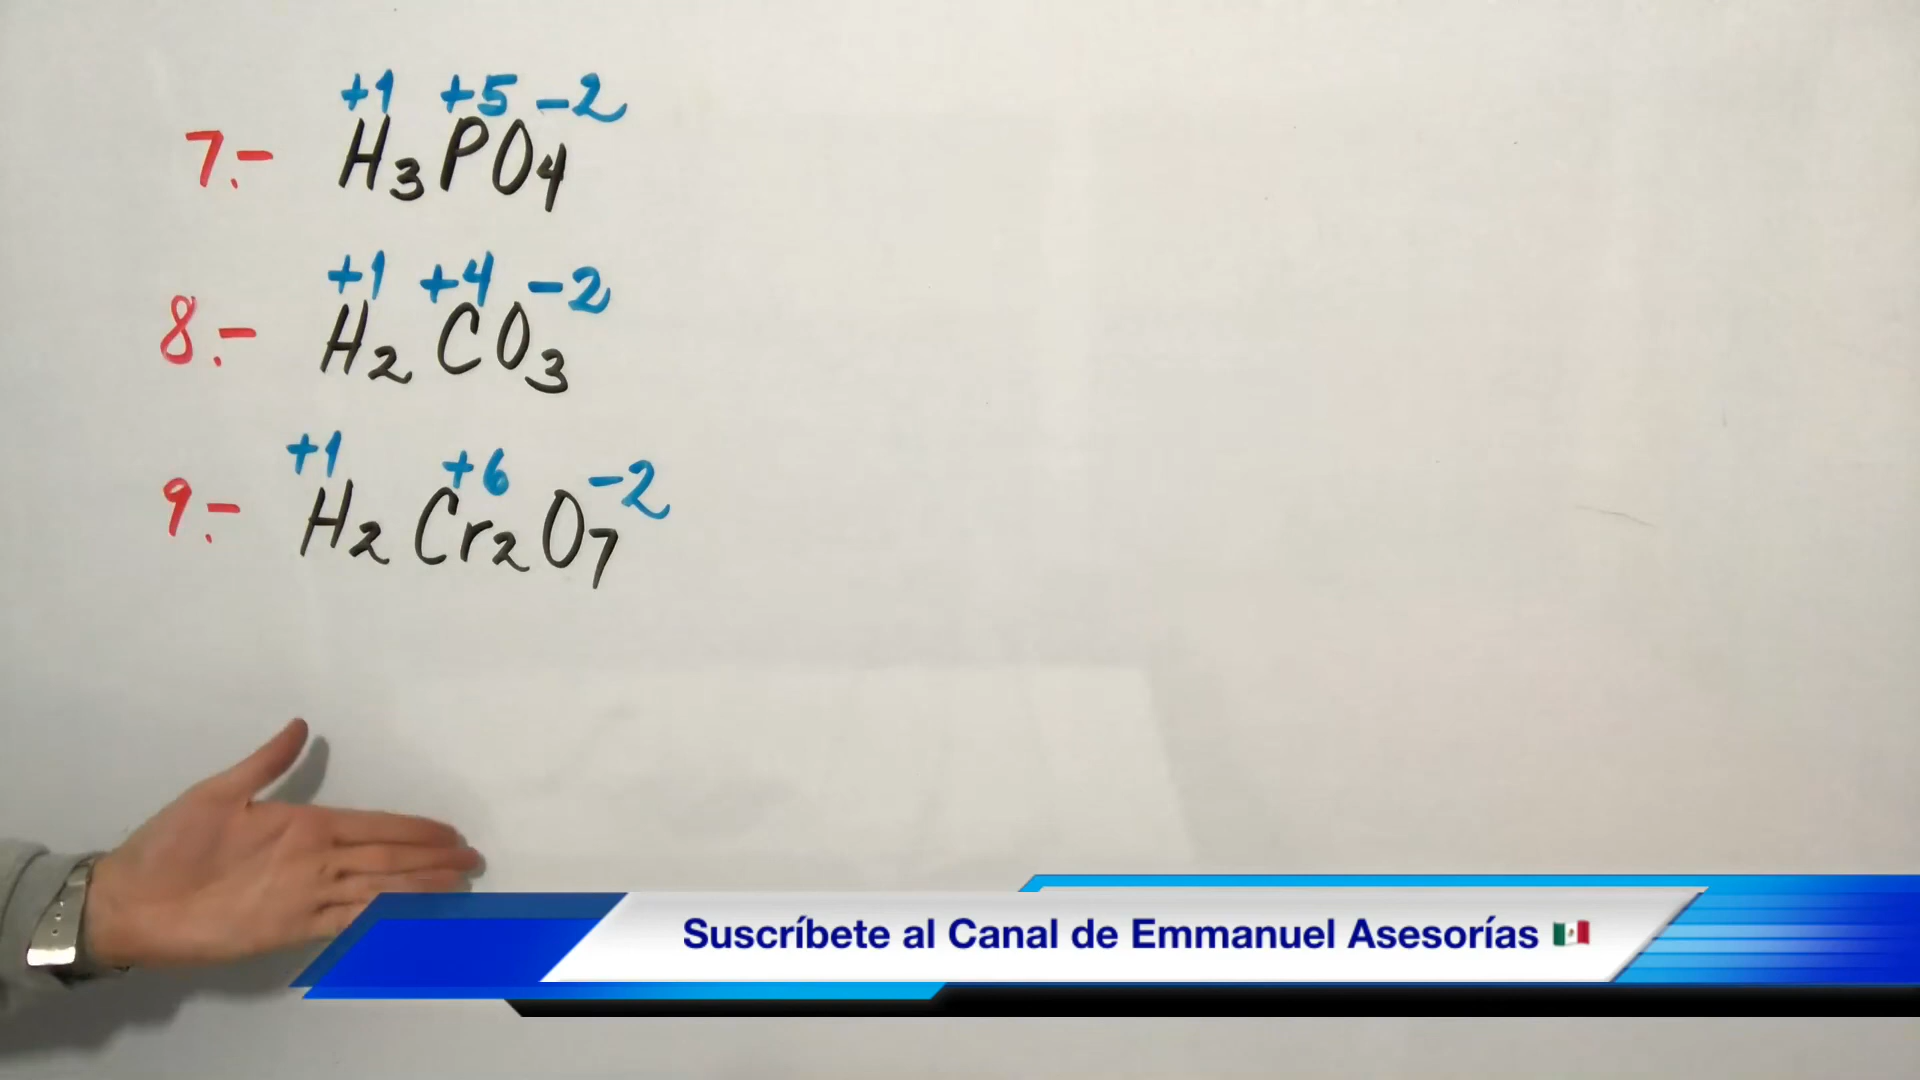 +1 +5 -2
7.- H3PO4
+1 +4 -2
8.- H2CO3
+1 +6 -2
9.- H2Cr2O7
Suscríbete al Canal de Emmanuel Asesorías 🇲🇽